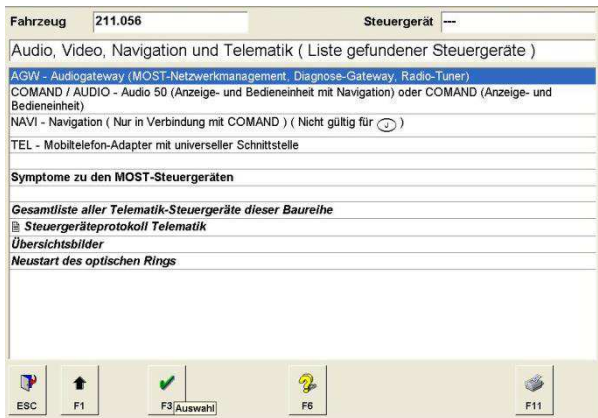 Fahrzeug 211.056 Steuergerät ---
Audio, Video, Navigation und Telematik ( Liste gefundener Steuergeräte )
AGW - Audiogateway (MOST-Netzwerkmanagement, Diagnose-Gateway, Radio-Tuner)
COMAND / AUDIO - Audio 50 (Anzeige- und Bedieneinheit mit Navigation) oder COMAND (Anzeige- und
Bedieneinheit)
NAVI - Navigation ( Nur in Verbindung mit COMAND ) ( Nicht gültig für J )
TEL - Mobiltelefon-Adapter mit universeller Schnittstelle
Symptome zu den MOST-Steuergeräten
Gesamtliste aller Telematik-Steuergeräte dieser Baureihe
Steuergeräteprotokoll Telematik
Übersichtsbilder
Neustart des optischen Rings
ESC F1 F3 Auswahl F6 F11